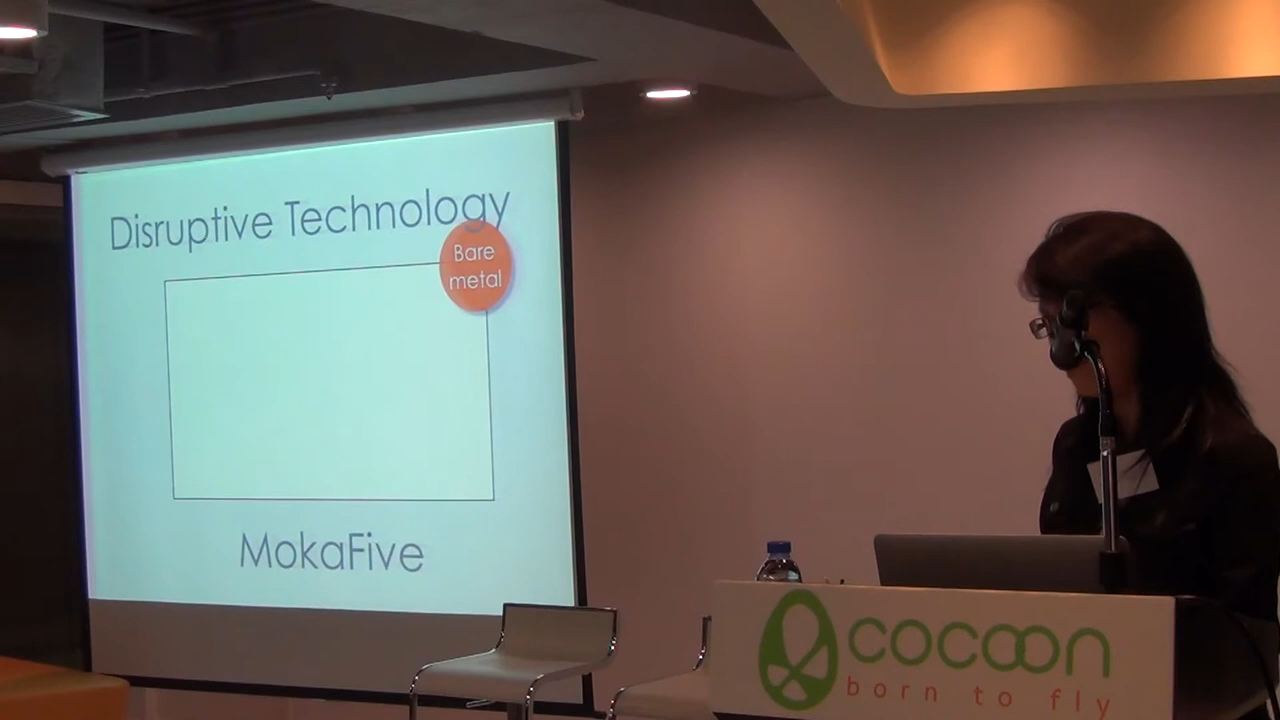 Disruptive Technology
Bare
metal
MokaFive
cocoon
born to fly